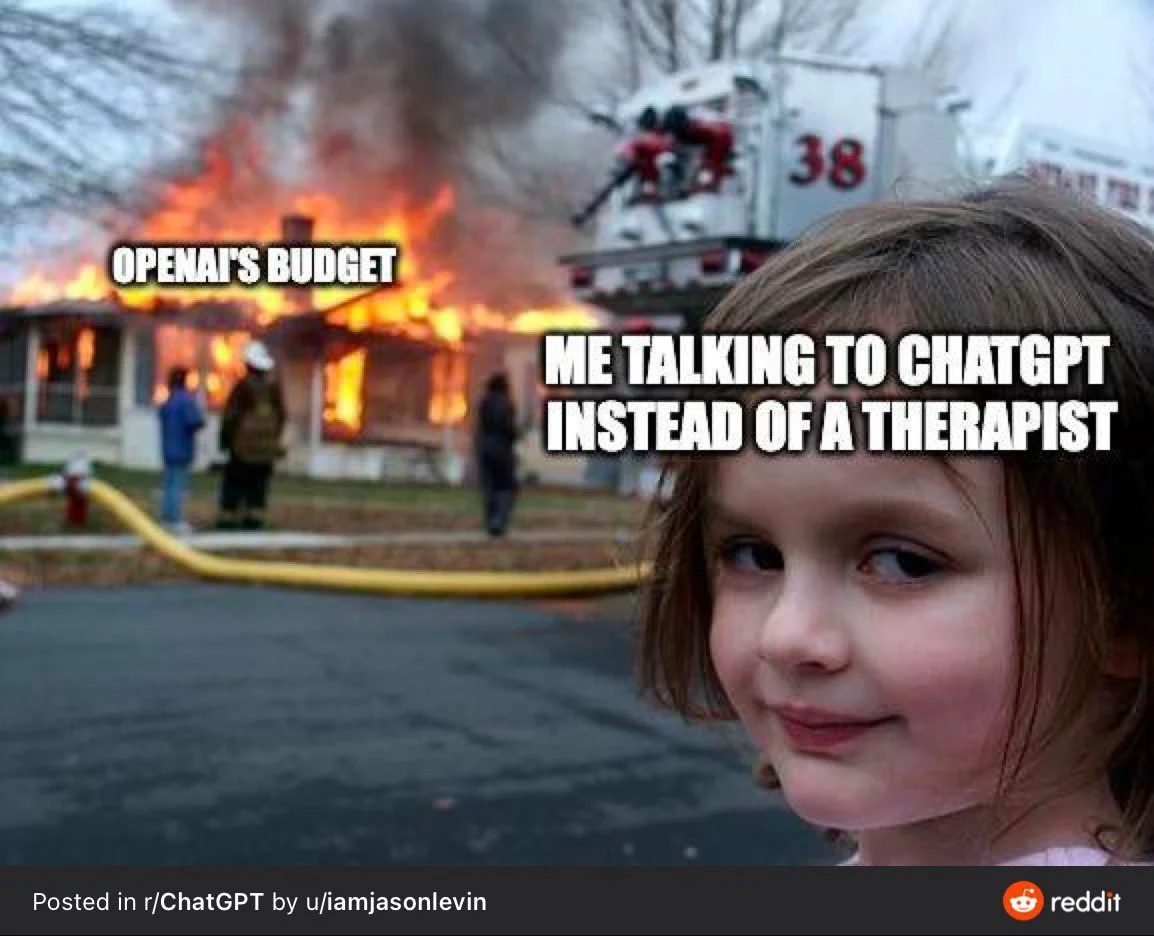 38
OPENAI'S BUDGET
ME TALKING TO CHATGPT
INSTEAD OF A THERAPIST
Posted in r/ChatGPT by u/iamjasonlevin
reddit